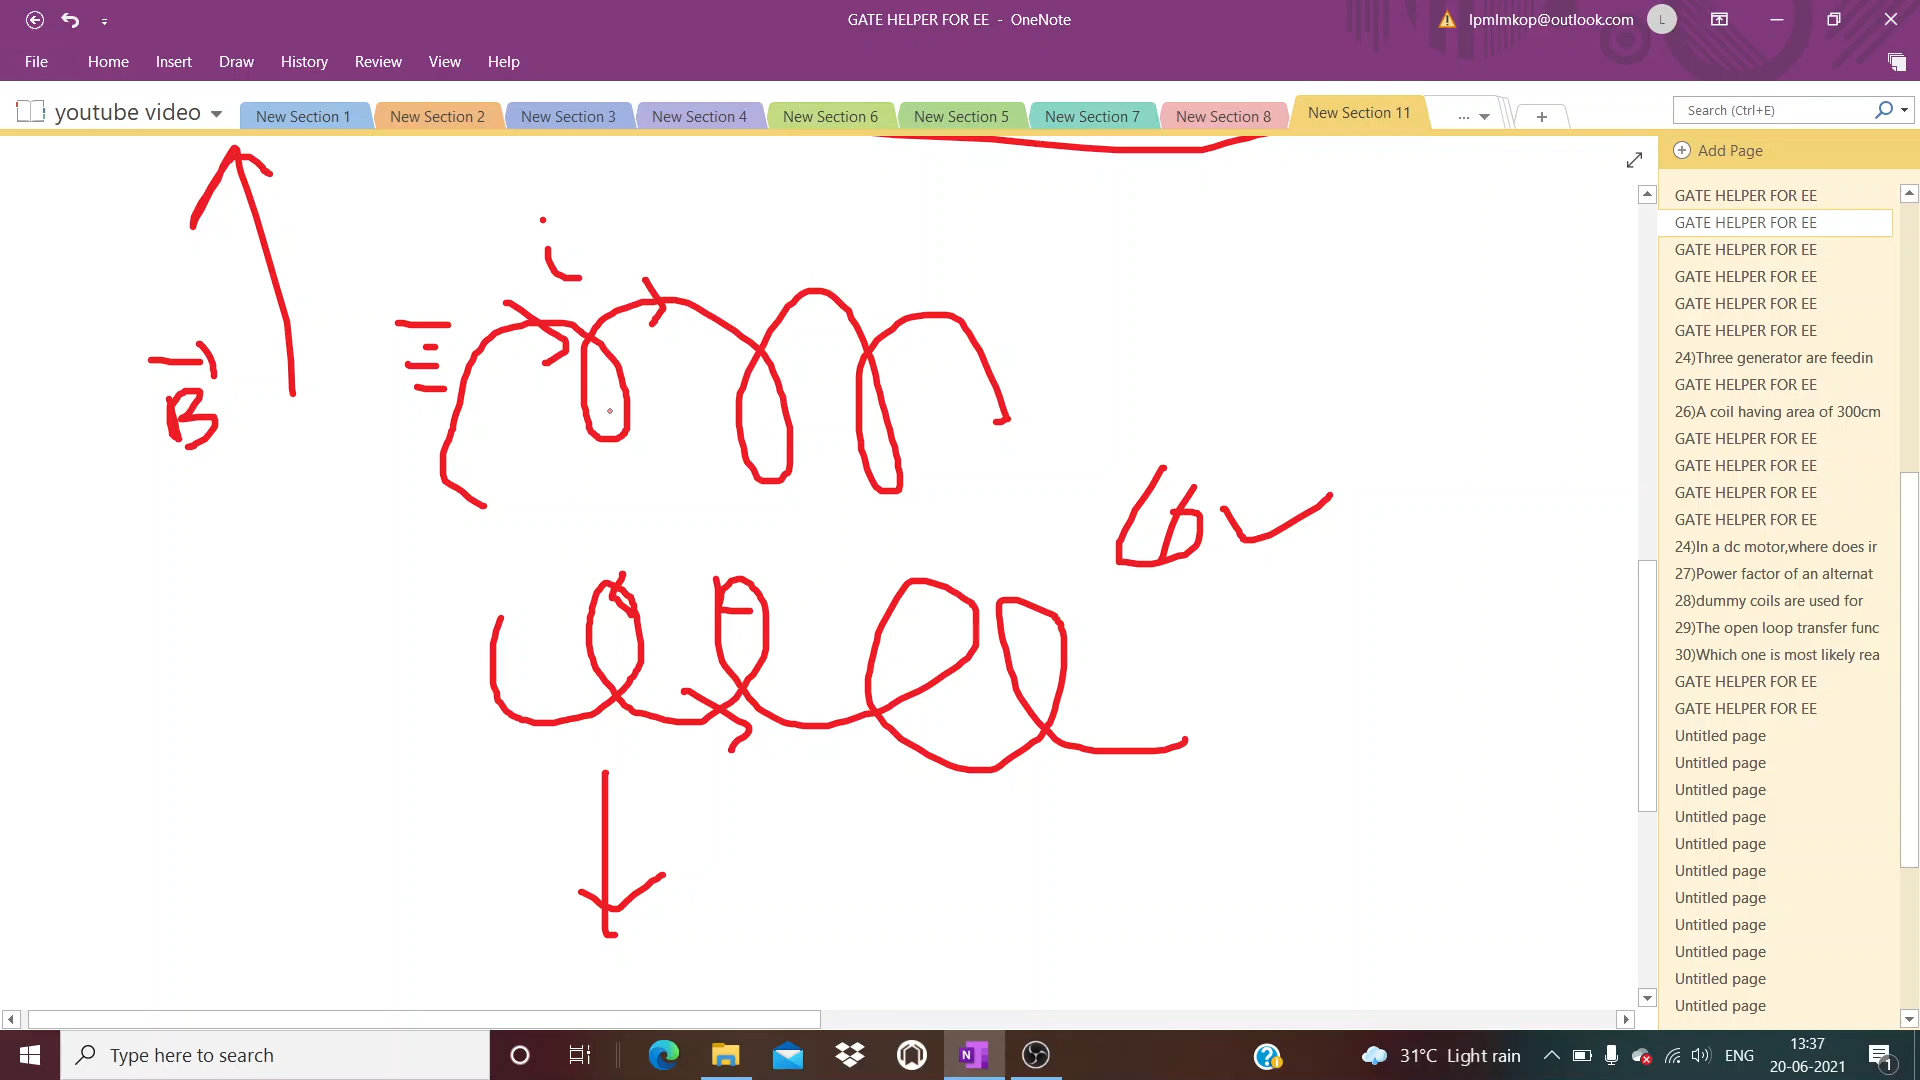 GATE HELPER FOR EE - OneNote
lpmlmkop@outlook.com
L
File Home Insert Draw History Review View Help
youtube video
New Section 1 New Section 2 New Section 3 New Section 4 New Section 6 New Section 5 New Section 7 New Section 8 New Section 11 ...
Search (Ctrl+E)
Add Page
GATE HELPER FOR EE
GATE HELPER FOR EE
GATE HELPER FOR EE
GATE HELPER FOR EE
GATE HELPER FOR EE
GATE HELPER FOR EE
24)Three generator are feedin
GATE HELPER FOR EE
26)A coil having area of 300cm
GATE HELPER FOR EE
GATE HELPER FOR EE
GATE HELPER FOR EE
GATE HELPER FOR EE
24)In a dc motor,where does ir
27)Power factor of an alternat
28)dummy coils are used for
29)The open loop transfer func
30)Which one is most likely rea
GATE HELPER FOR EE
GATE HELPER FOR EE
Untitled page
Untitled page
Untitled page
Untitled page
Untitled page
Untitled page
Untitled page
Untitled page
Untitled page
Untitled page
Untitled page
i
B
Type here to search
31°C Light rain
ENG
13:37
20-06-2021
1